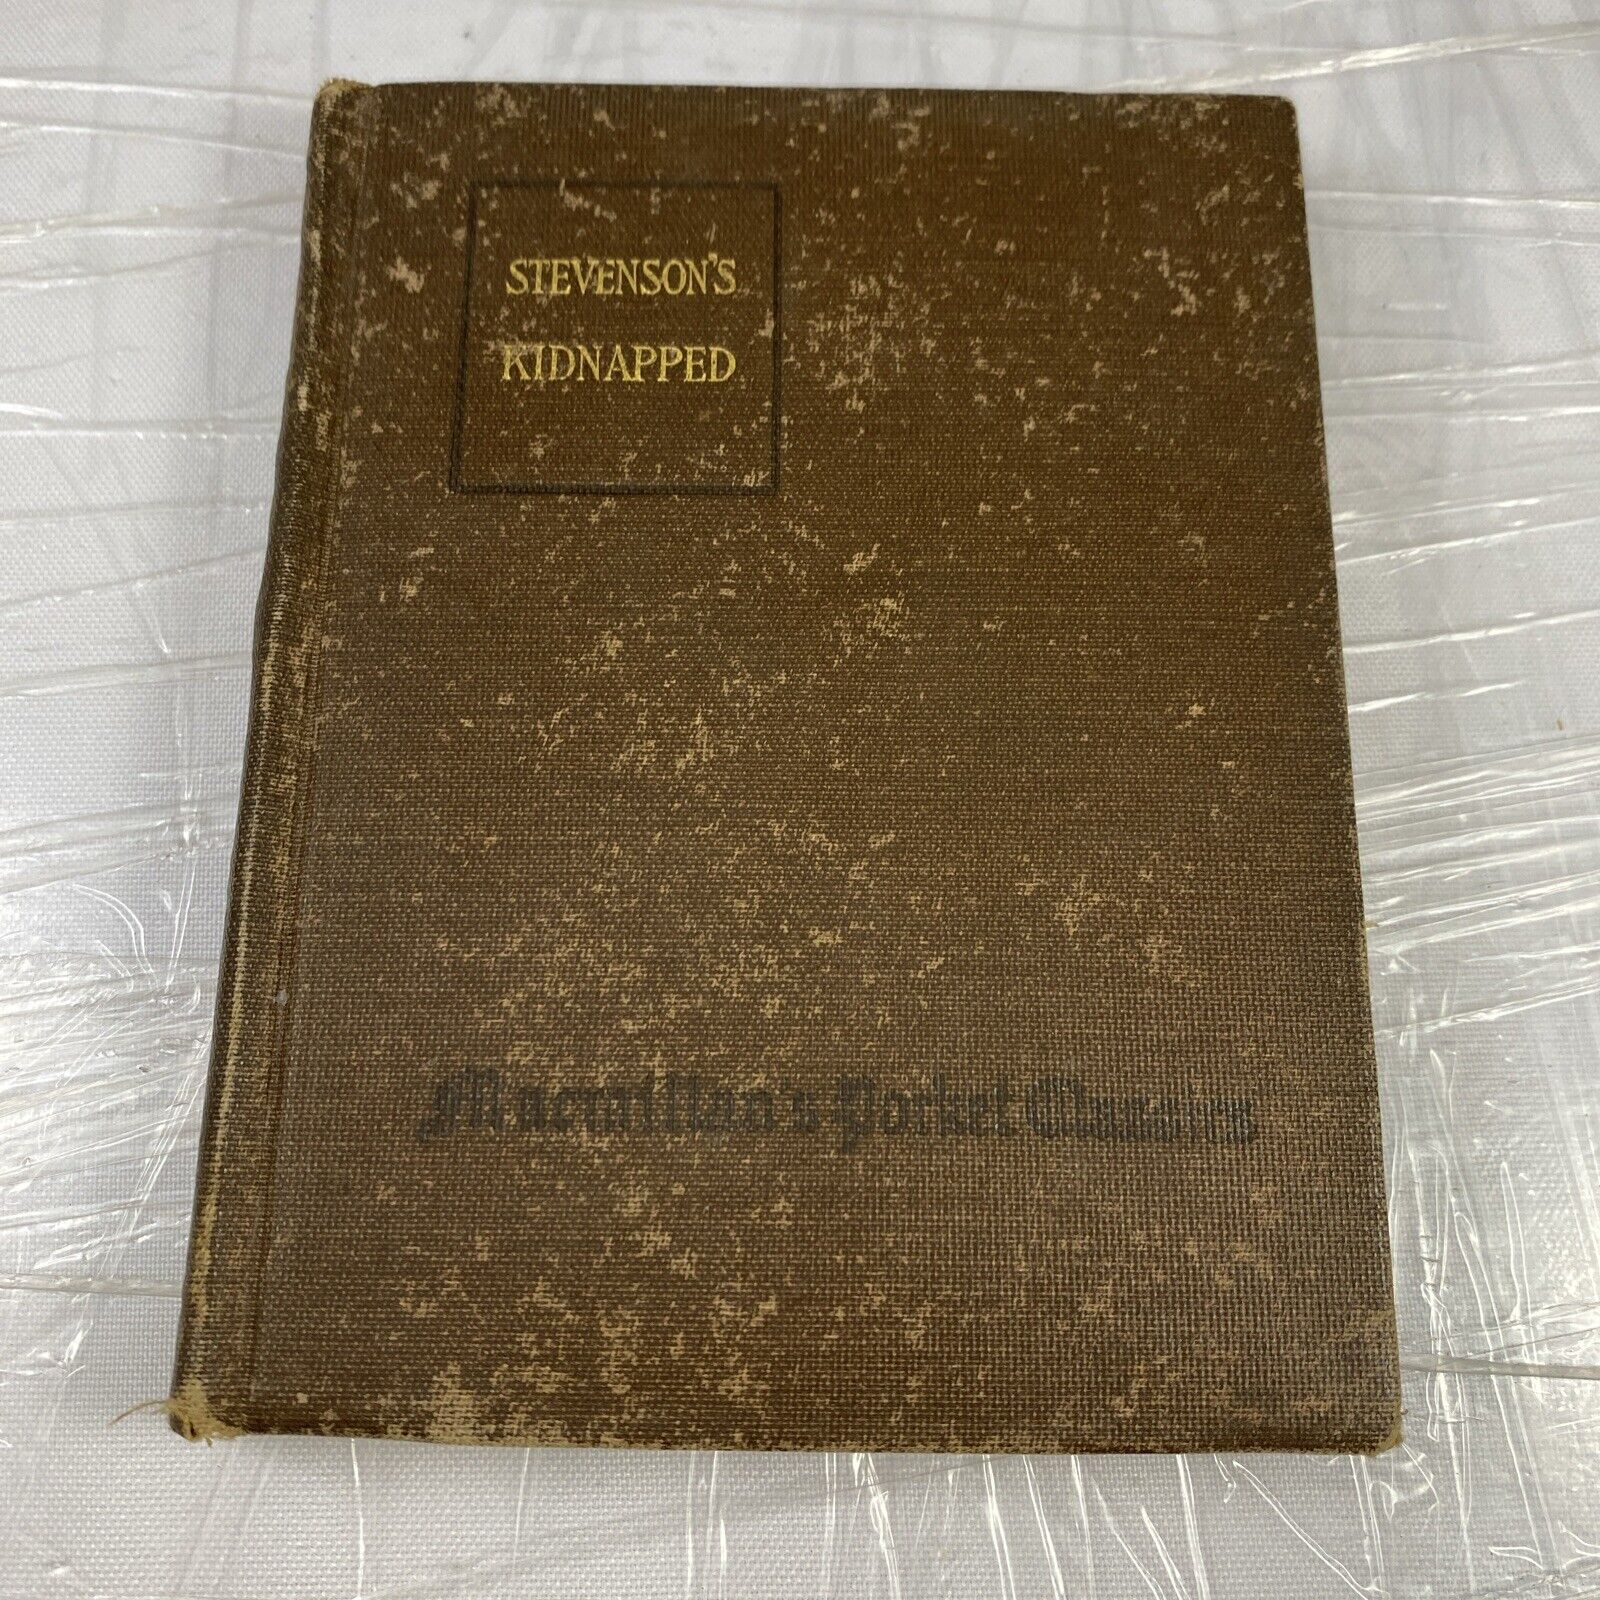 STEVENSON'S
KIDNAPPED
Macmillan's Pocket Classics